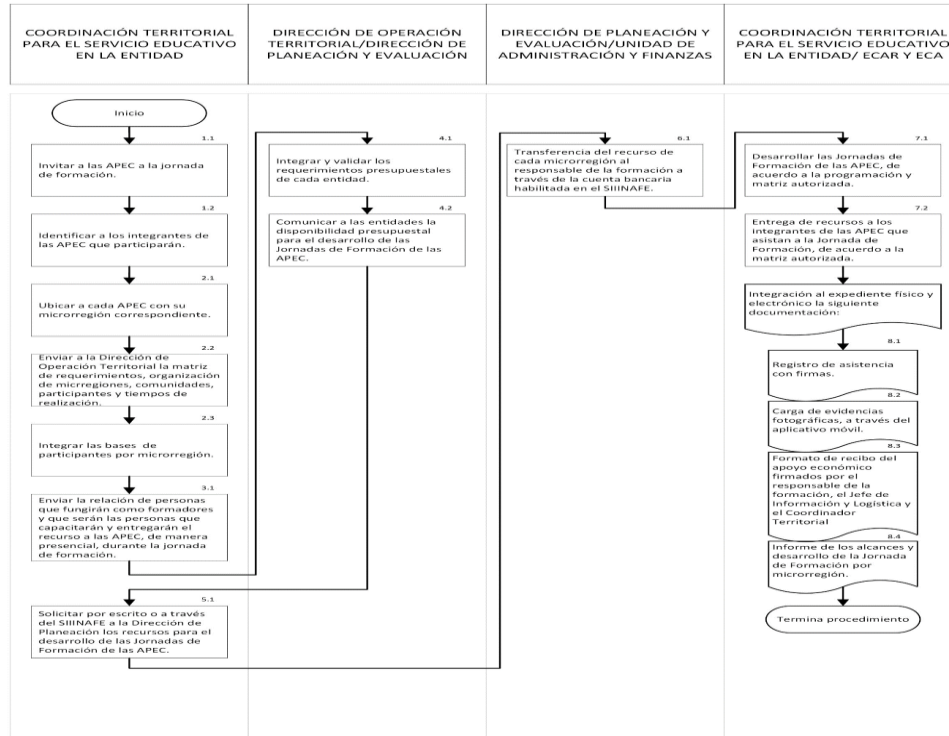 COORDINACIÓN TERRITORIAL
PARA EL SERVICIO EDUCATIVO
EN LA ENTIDAD
DIRECCIÓN DE OPERACIÓN
TERRITORIAL/DIRECCIÓN DE
PLANEACIÓN Y EVALUACIÓN
DIRECCIÓN DE PLANEACIÓN Y
EVALUACIÓN/UNIDAD DE
ADMINISTRACIÓN Y FINANZAS
COORDINACIÓN TERRITORIAL
PARA EL SERVICIO EDUCATIVO
EN LA ENTIDAD/ ECAR Y ECA
Inicio
1.1
Invitar a las APEC a la jornada
de formación.
1.2
Identificar a los integrantes de
las APEC que participarán.
2.1
Ubicar a cada APEC con su
microrregión correspondiente.
2.2
Enviar a la Dirección de
Operación Territorial la matriz
de requerimientos, organización
de micrregiones, comunidades,
participantes y tiempos de
realización.
2.3
Integrar las bases de
participantes por microrregión.
3.1
Enviar la relación de personas
que fungirán como formadores
y que serán las personas que
capacitarán y entregarán el
recurso a las APEC, de manera
presencial, durante la jornada
de formación.
4.1
Integrar y validar los
requerimientos presupuestales
de cada entidad.
4.2
Comunicar a las entidades la
disponibilidad presupuestal
para el desarrollo de las
Jornadas de Formación de las
APEC.
5.1
Solicitar por escrito o a través
del SIIINAFE a la Dirección de
Planeación los recursos para el
desarrollo de las Jornadas de
Formación de las APEC.
6.1
Transferencia del recurso de
cada microrregión al
responsable de la formación a
través de la cuenta bancaria
habilitada en el SIIINAFE.
7.1
Desarrollar las Jornadas de
Formación de las APEC, de
acuerdo a la programación y
matriz autorizada.
7.2
Entrega de recursos a los
integrantes de las APEC que
asistan a la Jornada de
Formación, de acuerdo a la
matriz autorizada.
Integración al expediente físico y
electrónico la siguiente
documentación:
8.1
Registro de asistencia
con firmas.
8.2
Carga de evidencias
fotográficas, a través del
aplicativo móvil.
8.3
Formato de recibo del
apoyo económico
firmados por el
responsable de la
formación, el Jefe de
Información y Logística y
el Coordinador
Territorial
8.4
Informe de los alcances y
desarrollo de la Jornada
de Formación por
microrregión.
Termina procedimiento